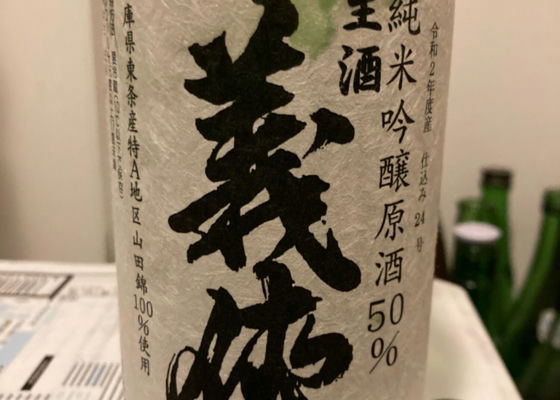 令和2年度産 仕込み24号
純米吟醸原酒50%
生酒
義侠
庫県東条産特A地区山田錦100%使用